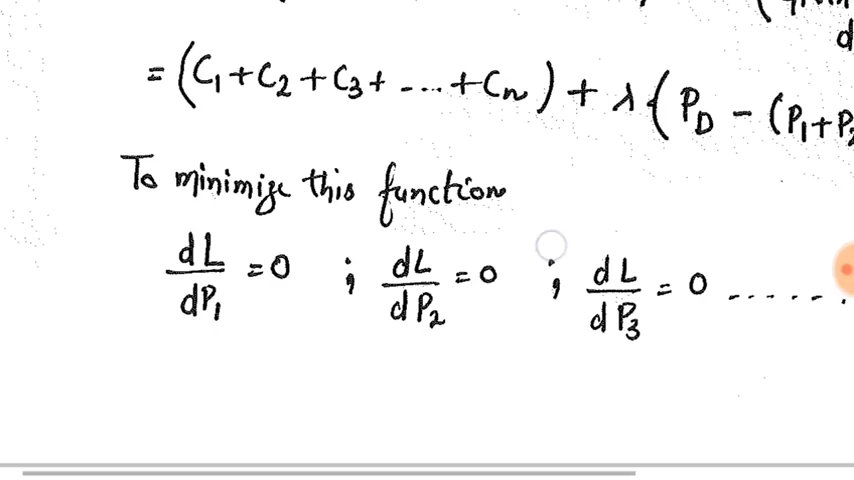 d
= (C1 + C2 + C3 + ... + Cn) + λ{PD - (P1 + P2
To minimize this function
dL/dP1 = 0 ; dL/dP2 = 0 ; dL/dP3 = 0 ......